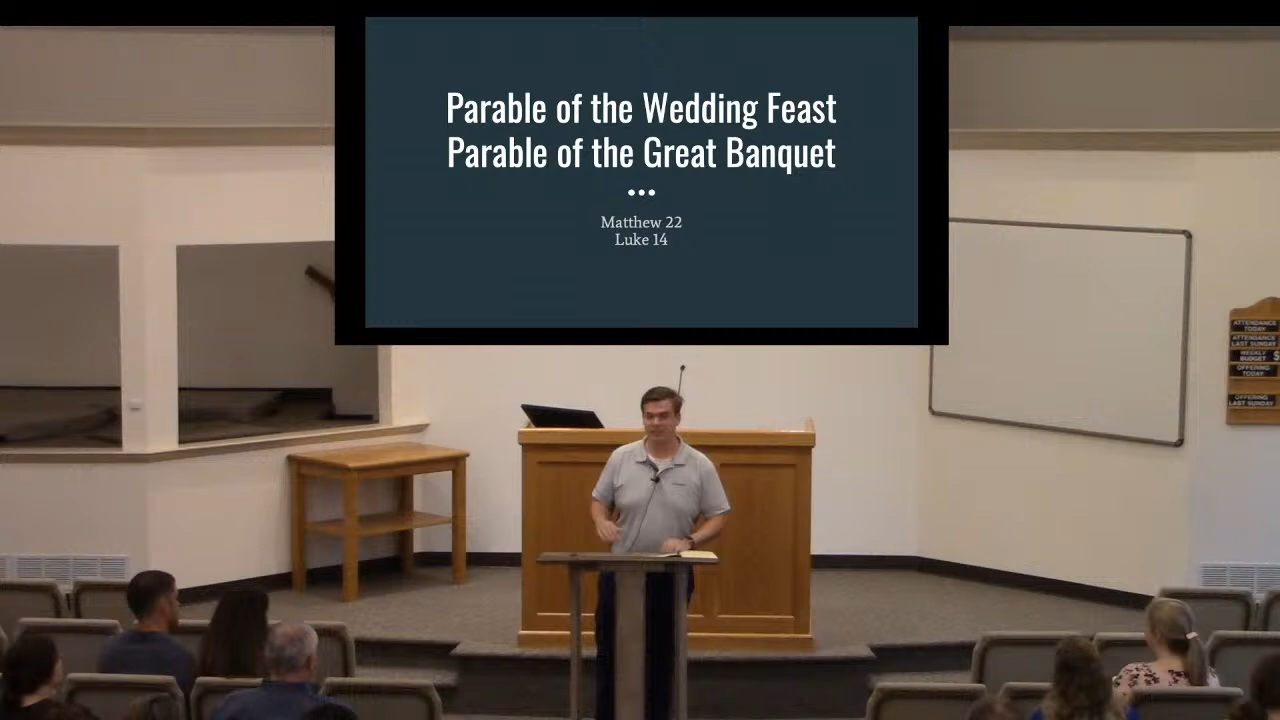 Parable of the Wedding Feast
Parable of the Great Banquet
Matthew 22
Luke 14
ATTENDANCE
TODAY
ATTENDANCE
LAST SUNDAY
WEEKLY
BUDGET $
OFFERING
TODAY
OFFERING
LAST SUNDAY